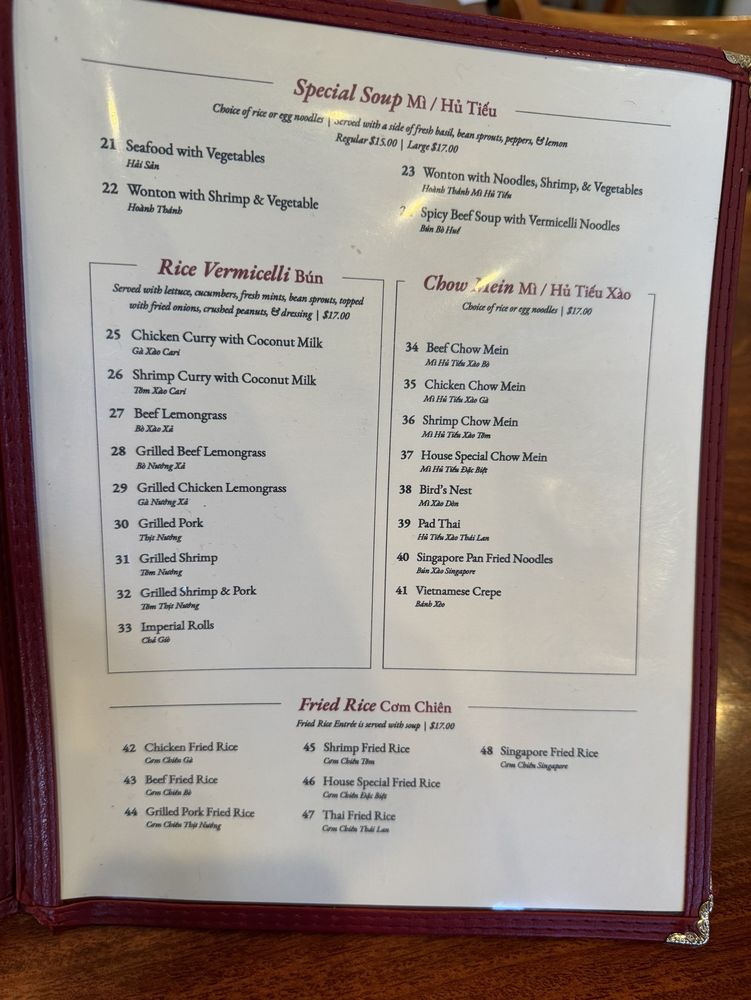 Special Soup Mì / Hủ Tiếu
Choice of rice or egg noodles | Served with a side of fresh basil, bean sprouts, peppers, & lemon
Regular $15.00 | Large $17.00
21 Seafood with Vegetables
Hải Sản
22 Wonton with Shrimp & Vegetable
Hoành Thánh
23 Wonton with Noodles, Shrimp, & Vegetables
Hoành Thánh Mì Hủ Tiếu
Spicy Beef Soup with Vermicelli Noodles
Bún Bò Huế
Rice Vermicelli Bún
Served with lettuce, cucumbers, fresh mints, bean sprouts, topped
with fried onions, crushed peanuts, & dressing | $17.00
25 Chicken Curry with Coconut Milk
Gà Xào Cari
26 Shrimp Curry with Coconut Milk
Tôm Xào Cari
27 Beef Lemongrass
Bò Xào Xả
28 Grilled Beef Lemongrass
Bò Nướng Xả
29 Grilled Chicken Lemongrass
Gà Nướng Xả
30 Grilled Pork
Thịt Nướng
31 Grilled Shrimp
Tôm Nướng
32 Grilled Shrimp & Pork
Tôm Thịt Nướng
33 Imperial Rolls
Chả Giò
Chow Mein Mì / Hủ Tiếu Xào
Choice of rice or egg noodles | $17.00
34 Beef Chow Mein
Mì Hủ Tiếu Xào Bò
35 Chicken Chow Mein
Mì Hủ Tiếu Xào Gà
36 Shrimp Chow Mein
Mì Hủ Tiếu Xào Tôm
37 House Special Chow Mein
Mì Hủ Tiếu Đặc Biệt
38 Bird's Nest
Mì Xào Dòn
39 Pad Thai
Hủ Tiếu Xào Thái Lan
40 Singapore Pan Fried Noodles
Bún Xào Singapore
41 Vietnamese Crepe
Bánh Xèo
Fried Rice Cơm Chiên
Fried Rice Entrée is served with soup | $17.00
42 Chicken Fried Rice
Cơm Chiên Gà
43 Beef Fried Rice
Cơm Chiên Bò
44 Grilled Pork Fried Rice
Cơm Chiên Thịt Nướng
45 Shrimp Fried Rice
Cơm Chiên Tôm
46 House Special Fried Rice
Cơm Chiên Đặc Biệt
47 Thai Fried Rice
Cơm Chiên Thái Lan
48 Singapore Fried Rice
Cơm Chiên Singapore